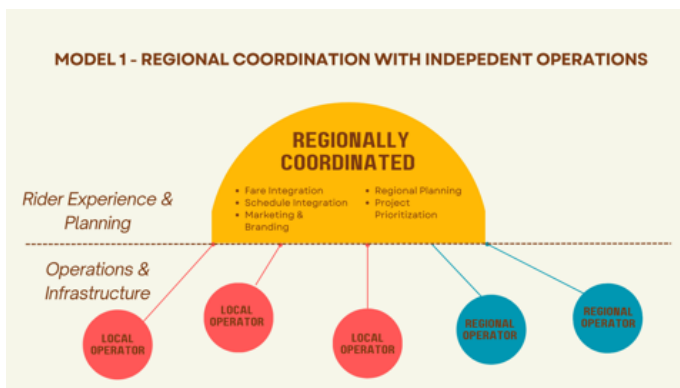 MODEL 1 - REGIONAL COORDINATION WITH INDEPEDENT OPERATIONS
REGIONALLY
COORDINATED
• Fare Integration
• Schedule Integration
• Marketing &
Branding
• Regional Planning
• Project
Prioritization
Rider Experience &
Planning
Operations &
Infrastructure
LOCAL
OPERATOR
LOCAL
OPERATOR
LOCAL
OPERATOR
REGIONAL
OPERATOR
REGIONAL
OPERATOR